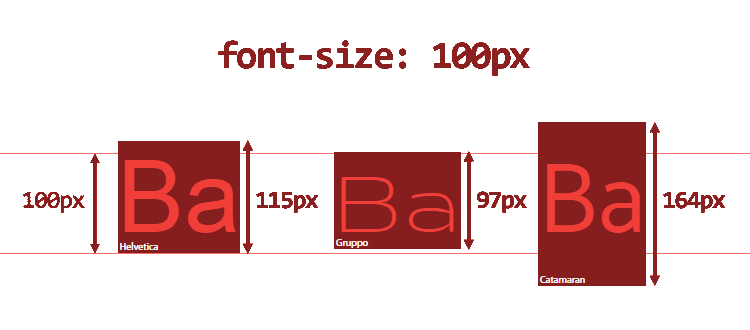 font-size: 100px
100px
Ba
Helvetica
115px
Ba
Gruppo
97px
Ba
Catamaran
164px